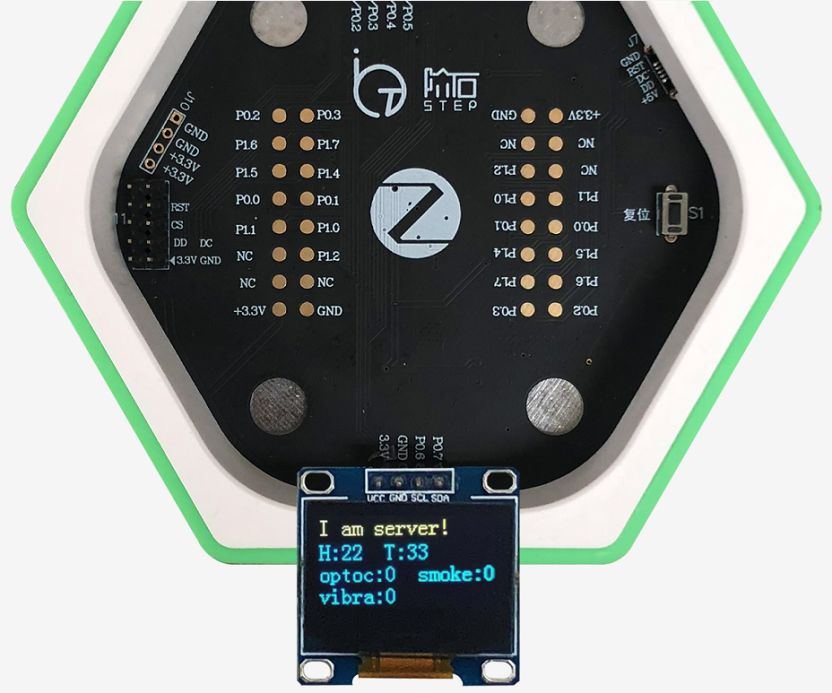 P0.5
P0.4
P0.3
P0.2
J7
GND
STEP
J10
GND
GND
+3.3V
+3.3V
P0.2 P0.3
P1.6 P1.7
P1.5 P1.4
P0.0 P0.1
P1.1 P1.0
NC P1.2
NC NC
+3.3V GND
GND +3.3V
NC NC
P1.2 NC
P1.0 P1.1
P0.1 P0.0
P1.4 P1.5
P1.7 P1.6
P0.3 P0.2
RST
CS
DD DC
3.3V GND
复位 S1
3.3V
GND
P0.6
P0.7
VCC GND SCL SDA
I am server!
H:22 T:33
optoc:0 smoke:0
vibra:0